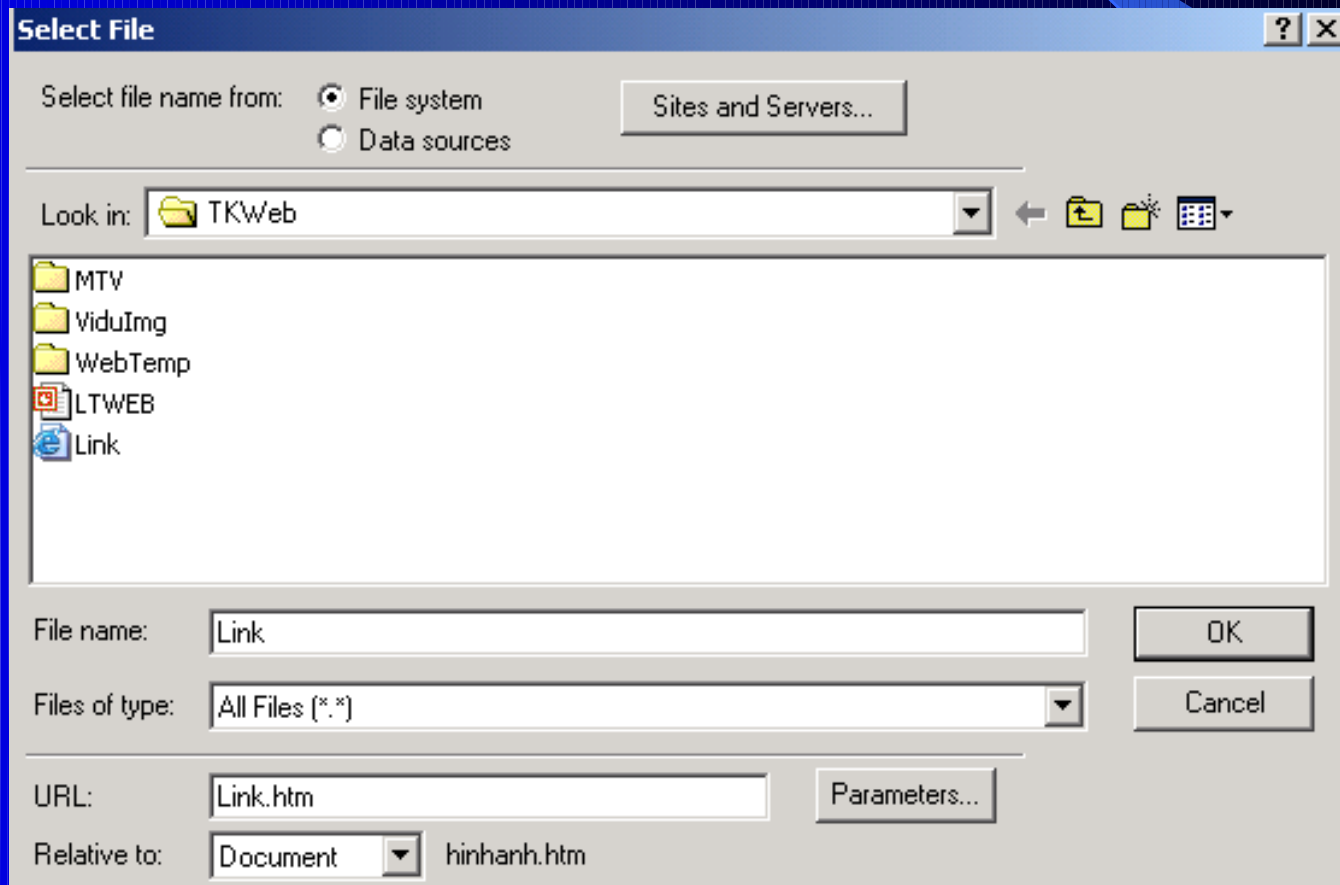 Select File
Select file name from: File system Sites and Servers...
Data sources
Look in: TKWeb
MTV
ViduImg
WebTemp
LTWEB
Link
File name: Link OK
Files of type: All Files (*.*) Cancel
URL: Link.htm Parameters...
Relative to: Document hinhanh.htm